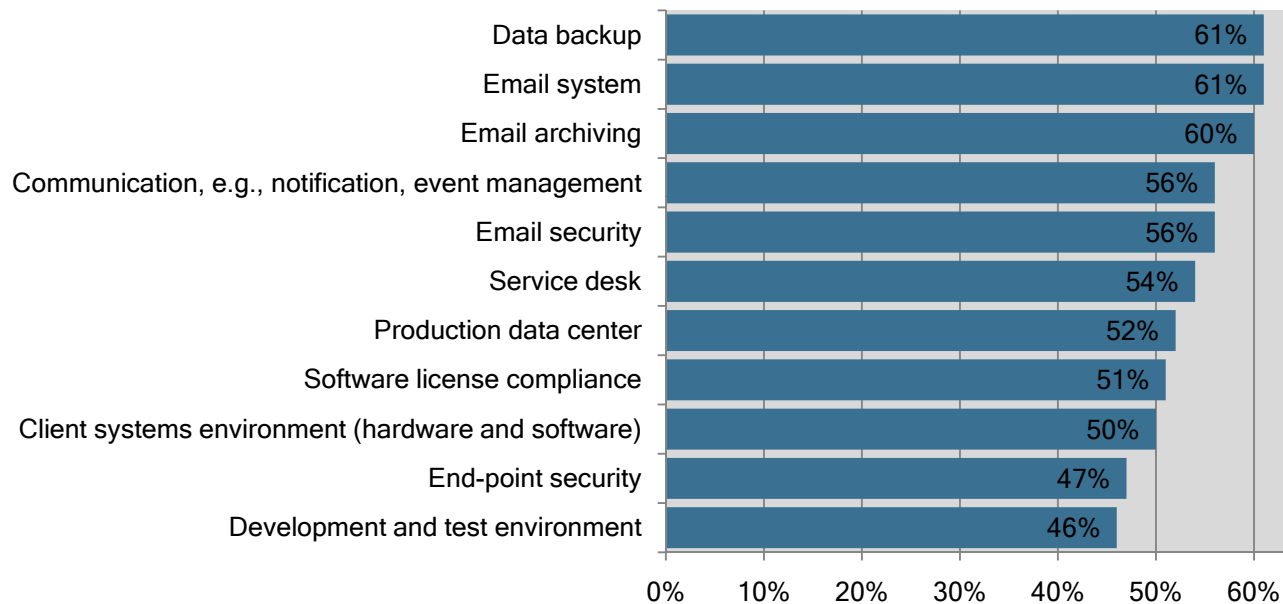 Data backup 61%
Email system 61%
Email archiving 60%
Communication, e.g., notification, event management 56%
Email security 56%
Service desk 54%
Production data center 52%
Software license compliance 51%
Client systems environment (hardware and software) 50%
End-point security 47%
Development and test environment 46%
0% 10% 20% 30% 40% 50% 60%